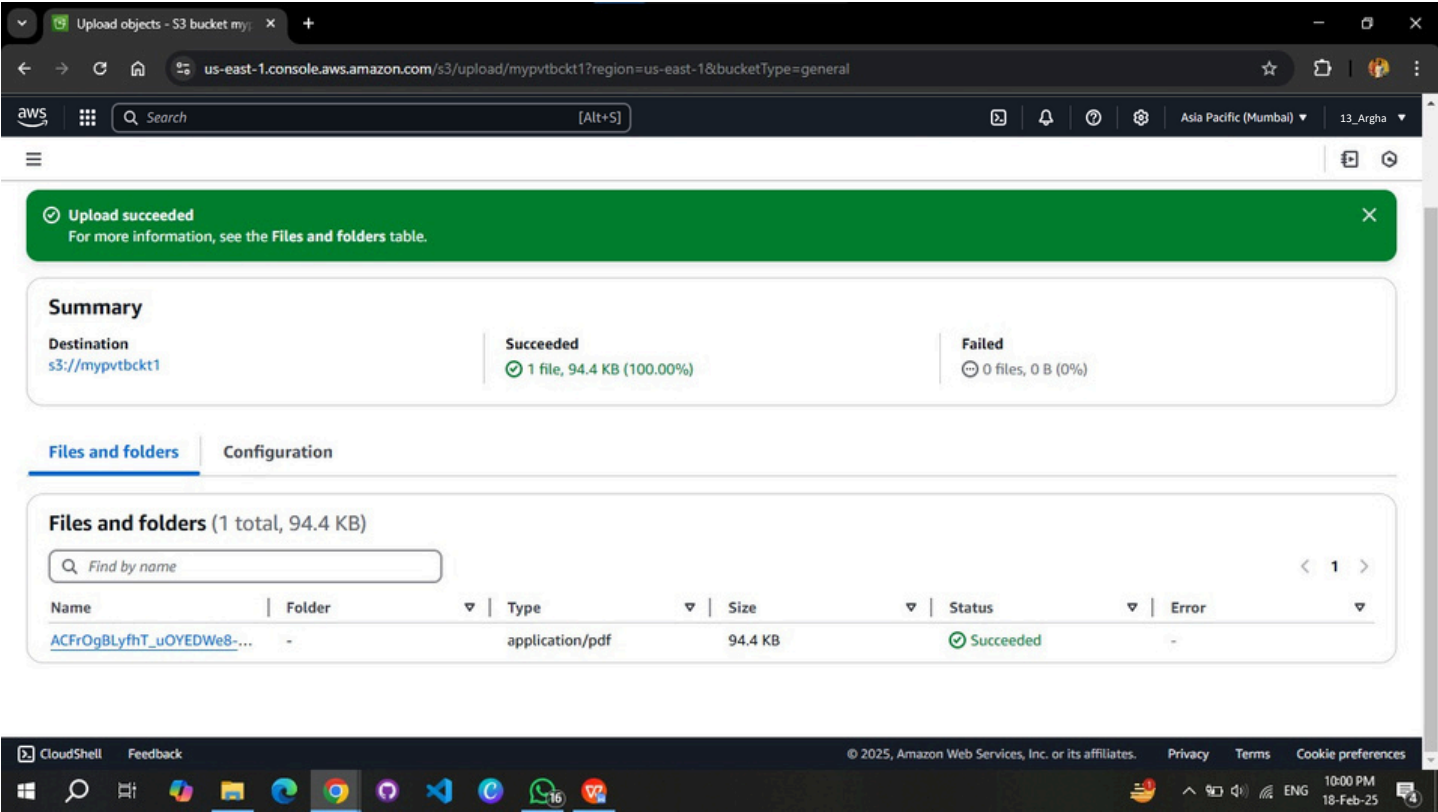 Upload objects - S3 bucket my
us-east-1.console.aws.amazon.com/s3/upload/mypvtbckt1?region=us-east-1&bucketType=general
aws
Search [Alt+S]
Asia Pacific (Mumbai)
13_Argha
Upload succeeded
For more information, see the Files and folders table.
Summary
Destination
s3://mypvtbckt1
Succeeded
1 file, 94.4 KB (100.00%)
Failed
0 files, 0 B (0%)
Files and folders
Configuration
Files and folders (1 total, 94.4 KB)
Find by name
1
Name Folder Type Size Status Error
ACFrOgBLyfhT_uOYEDWe8-... - application/pdf 94.4 KB Succeeded -
CloudShell Feedback © 2025, Amazon Web Services, Inc. or its affiliates. Privacy Terms Cookie preferences
16
ENG
10:00 PM
18-Feb-25
4